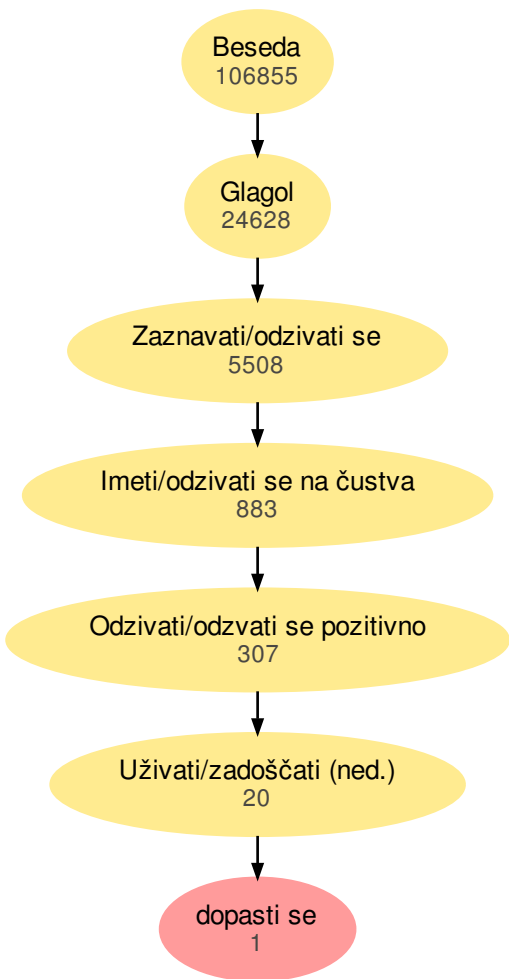 Beseda
106855
Glagol
24628
Zaznavati/odzivati se
5508
Imeti/odzivati se na čustva
883
Odzivati/odzvati se pozitivno
307
Uživati/zadoščati (ned.)
20
dopasti se
1